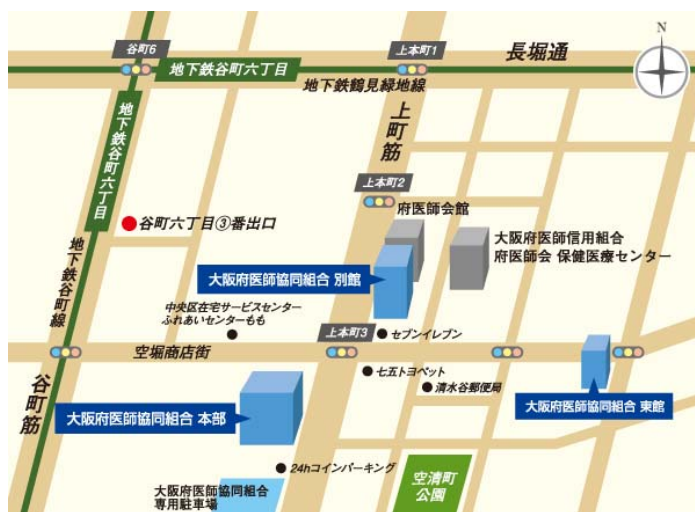 谷町6
上本町1
長堀通
N
地下鉄谷町六丁目
地下鉄鶴見緑地線
上町筋
地下鉄谷町六丁目
上本町2
府医師会館
谷町六丁目③番出口
大阪府医師信用組合
府医師会 保健医療センター
地下鉄谷町線
大阪府医師協同組合 別館
中央区在宅サービスセンター
ふれあいセンターもも
上本町3
セブンイレブン
空堀商店街
七五トヨペット
清水谷郵便局
谷町筋
大阪府医師協同組合 本部
大阪府医師協同組合 東館
24hコインパーキング
大阪府医師協同組合
専用駐車場
空清町
公園